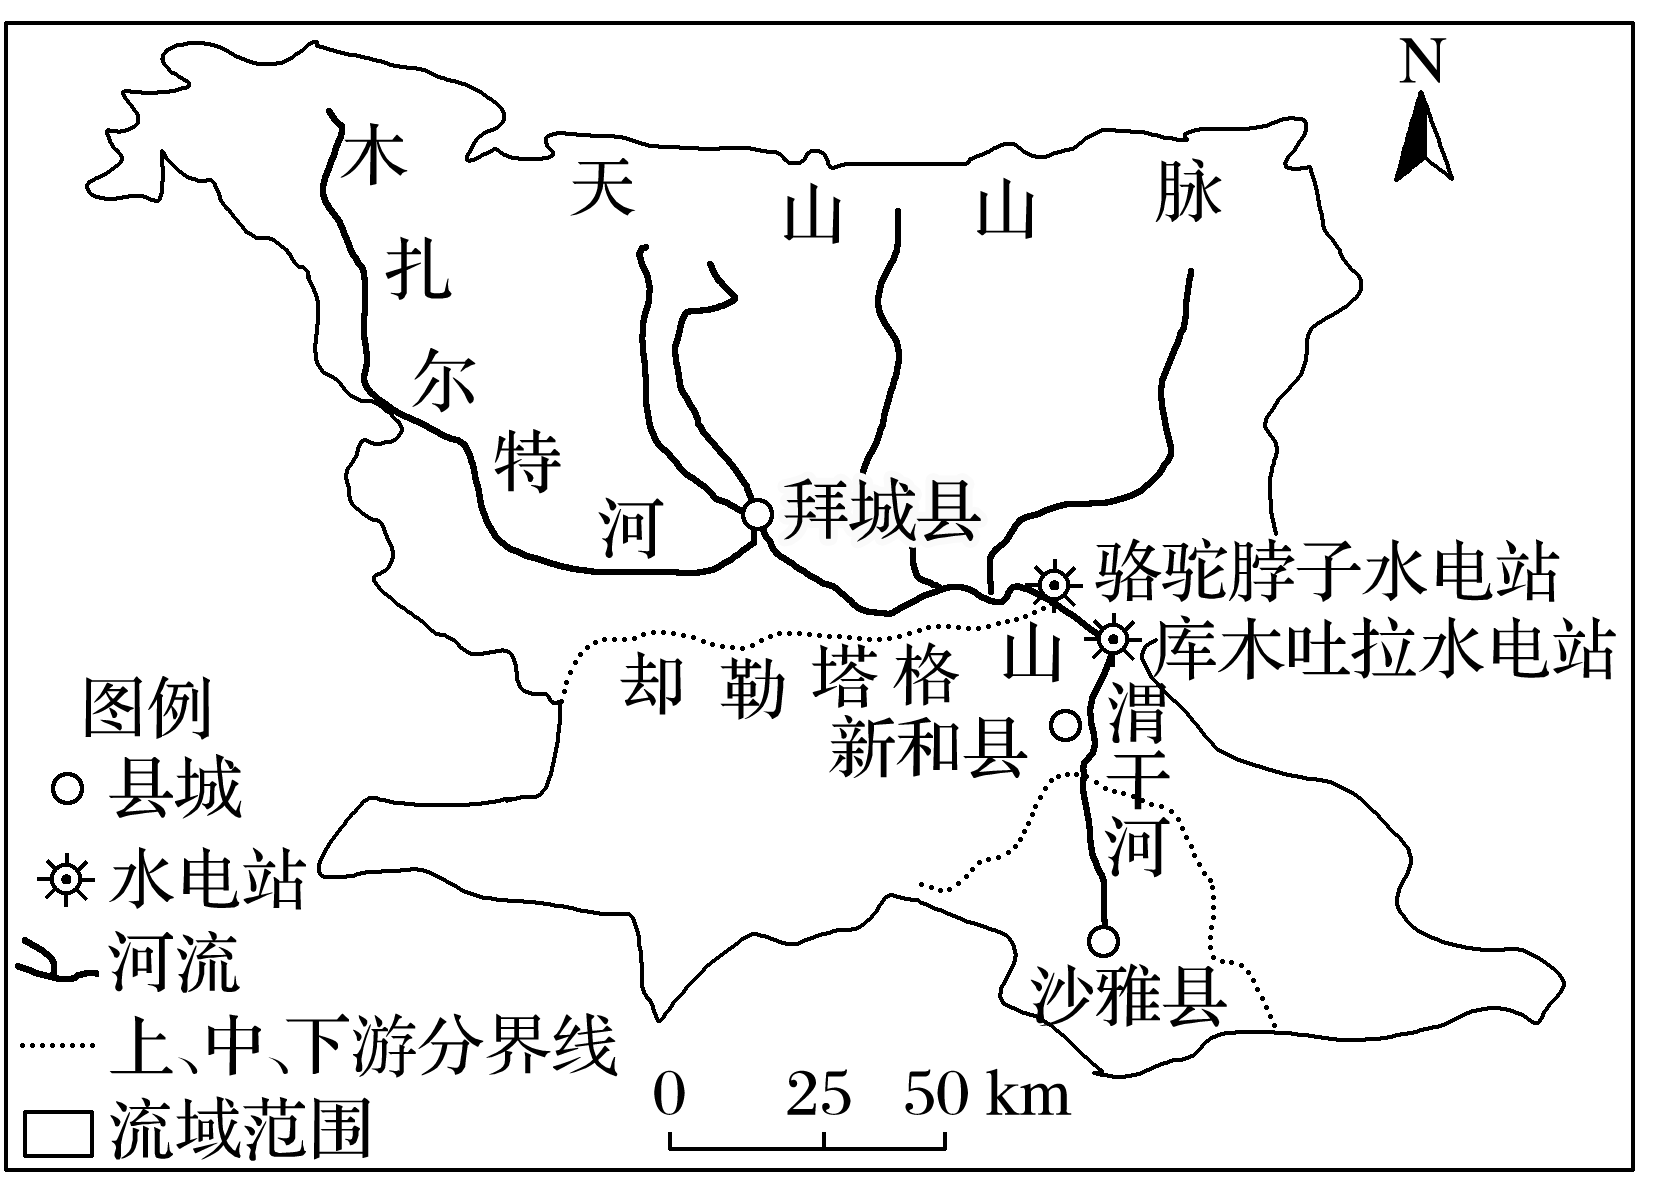 N
木扎尔特河
天山山脉
拜城县
骆驼脖子水电站
库木吐拉水电站
却勒塔格山
新和县
渭干河
沙雅县
图例
县城
水电站
河流
上、中、下游分界线
流域范围
0 25 50 km